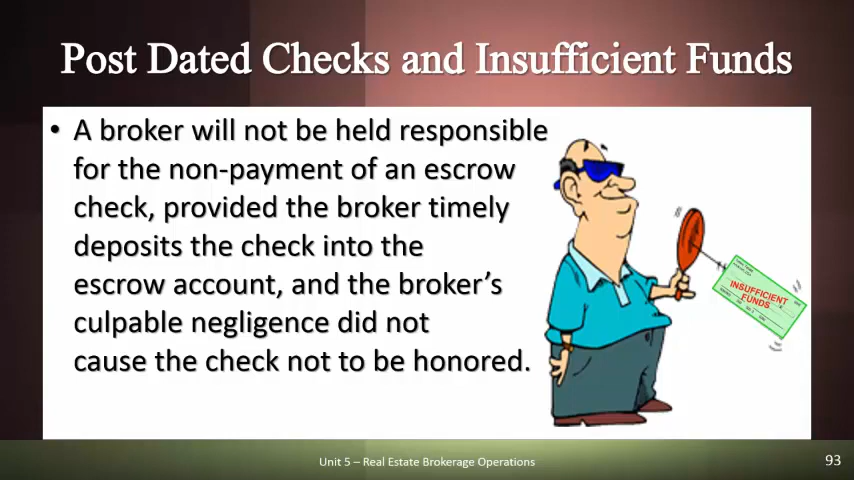 Post Dated Checks and Insufficient Funds
• A broker will not be held responsible
for the non-payment of an escrow
check, provided the broker timely
deposits the check into the
escrow account, and the broker’s
culpable negligence did not
cause the check not to be honored.
INSUFFICIENT
FUNDS
Unit 5 – Real Estate Brokerage Operations
93